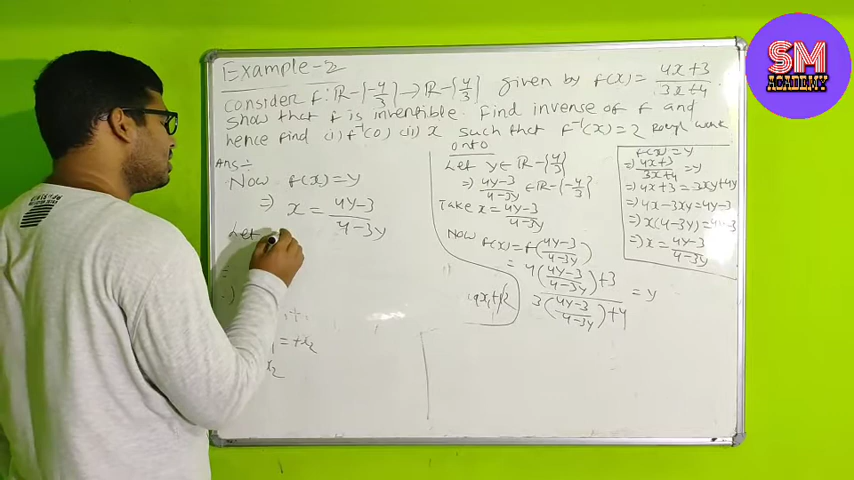 Example-2
consider f : R - {-4/3} → R - {4/3} given by f(x) = 4x+3/3x+4
show that f is invertible. Find inverse of f and
hence find (i) f⁻¹(0) (ii) x such that f⁻¹(x) = 2
Ans÷
Now f(x) = y
⇒ x = 4y-3/4-3y
Let
= +x₂
x₂
onto
Let y ∈ R - {4/3}
⇒ 4y-3/4-3y ∈ R - {-4/3}
Take x = 4y-3/4-3y
Now f(x) = f(4y-3/4-3y)
= 4(4y-3/4-3y)+3/3(4y-3/4-3y)+4 = y
Rough work
f(x) = y
⇒ 4x+3/3x+4 = y
⇒ 4x+3 = 3xy+4y
⇒ 4x-3xy = 4y-3
⇒ x(4-3y) = 4y-3
⇒ x = 4y-3/4-3y
SM
ACADEMY